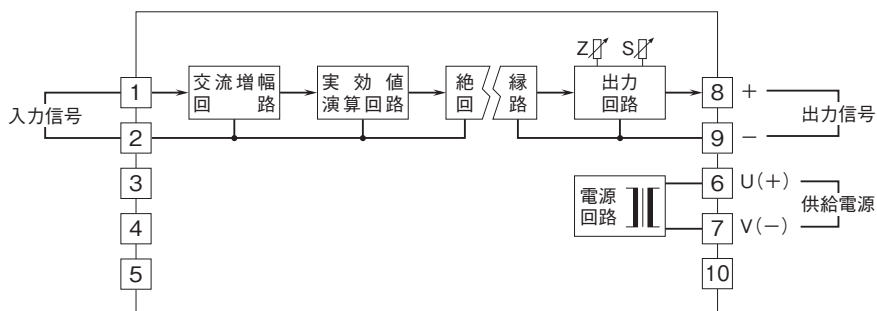 Z S
交流増幅
回路
実効値
演算回路
絶縁
回路
出力
回路
入力信号
1
2
3
4
5
8 +
9 −
出力信号
電源
回路
6 U(+)
7 V(−)
供給電源
10